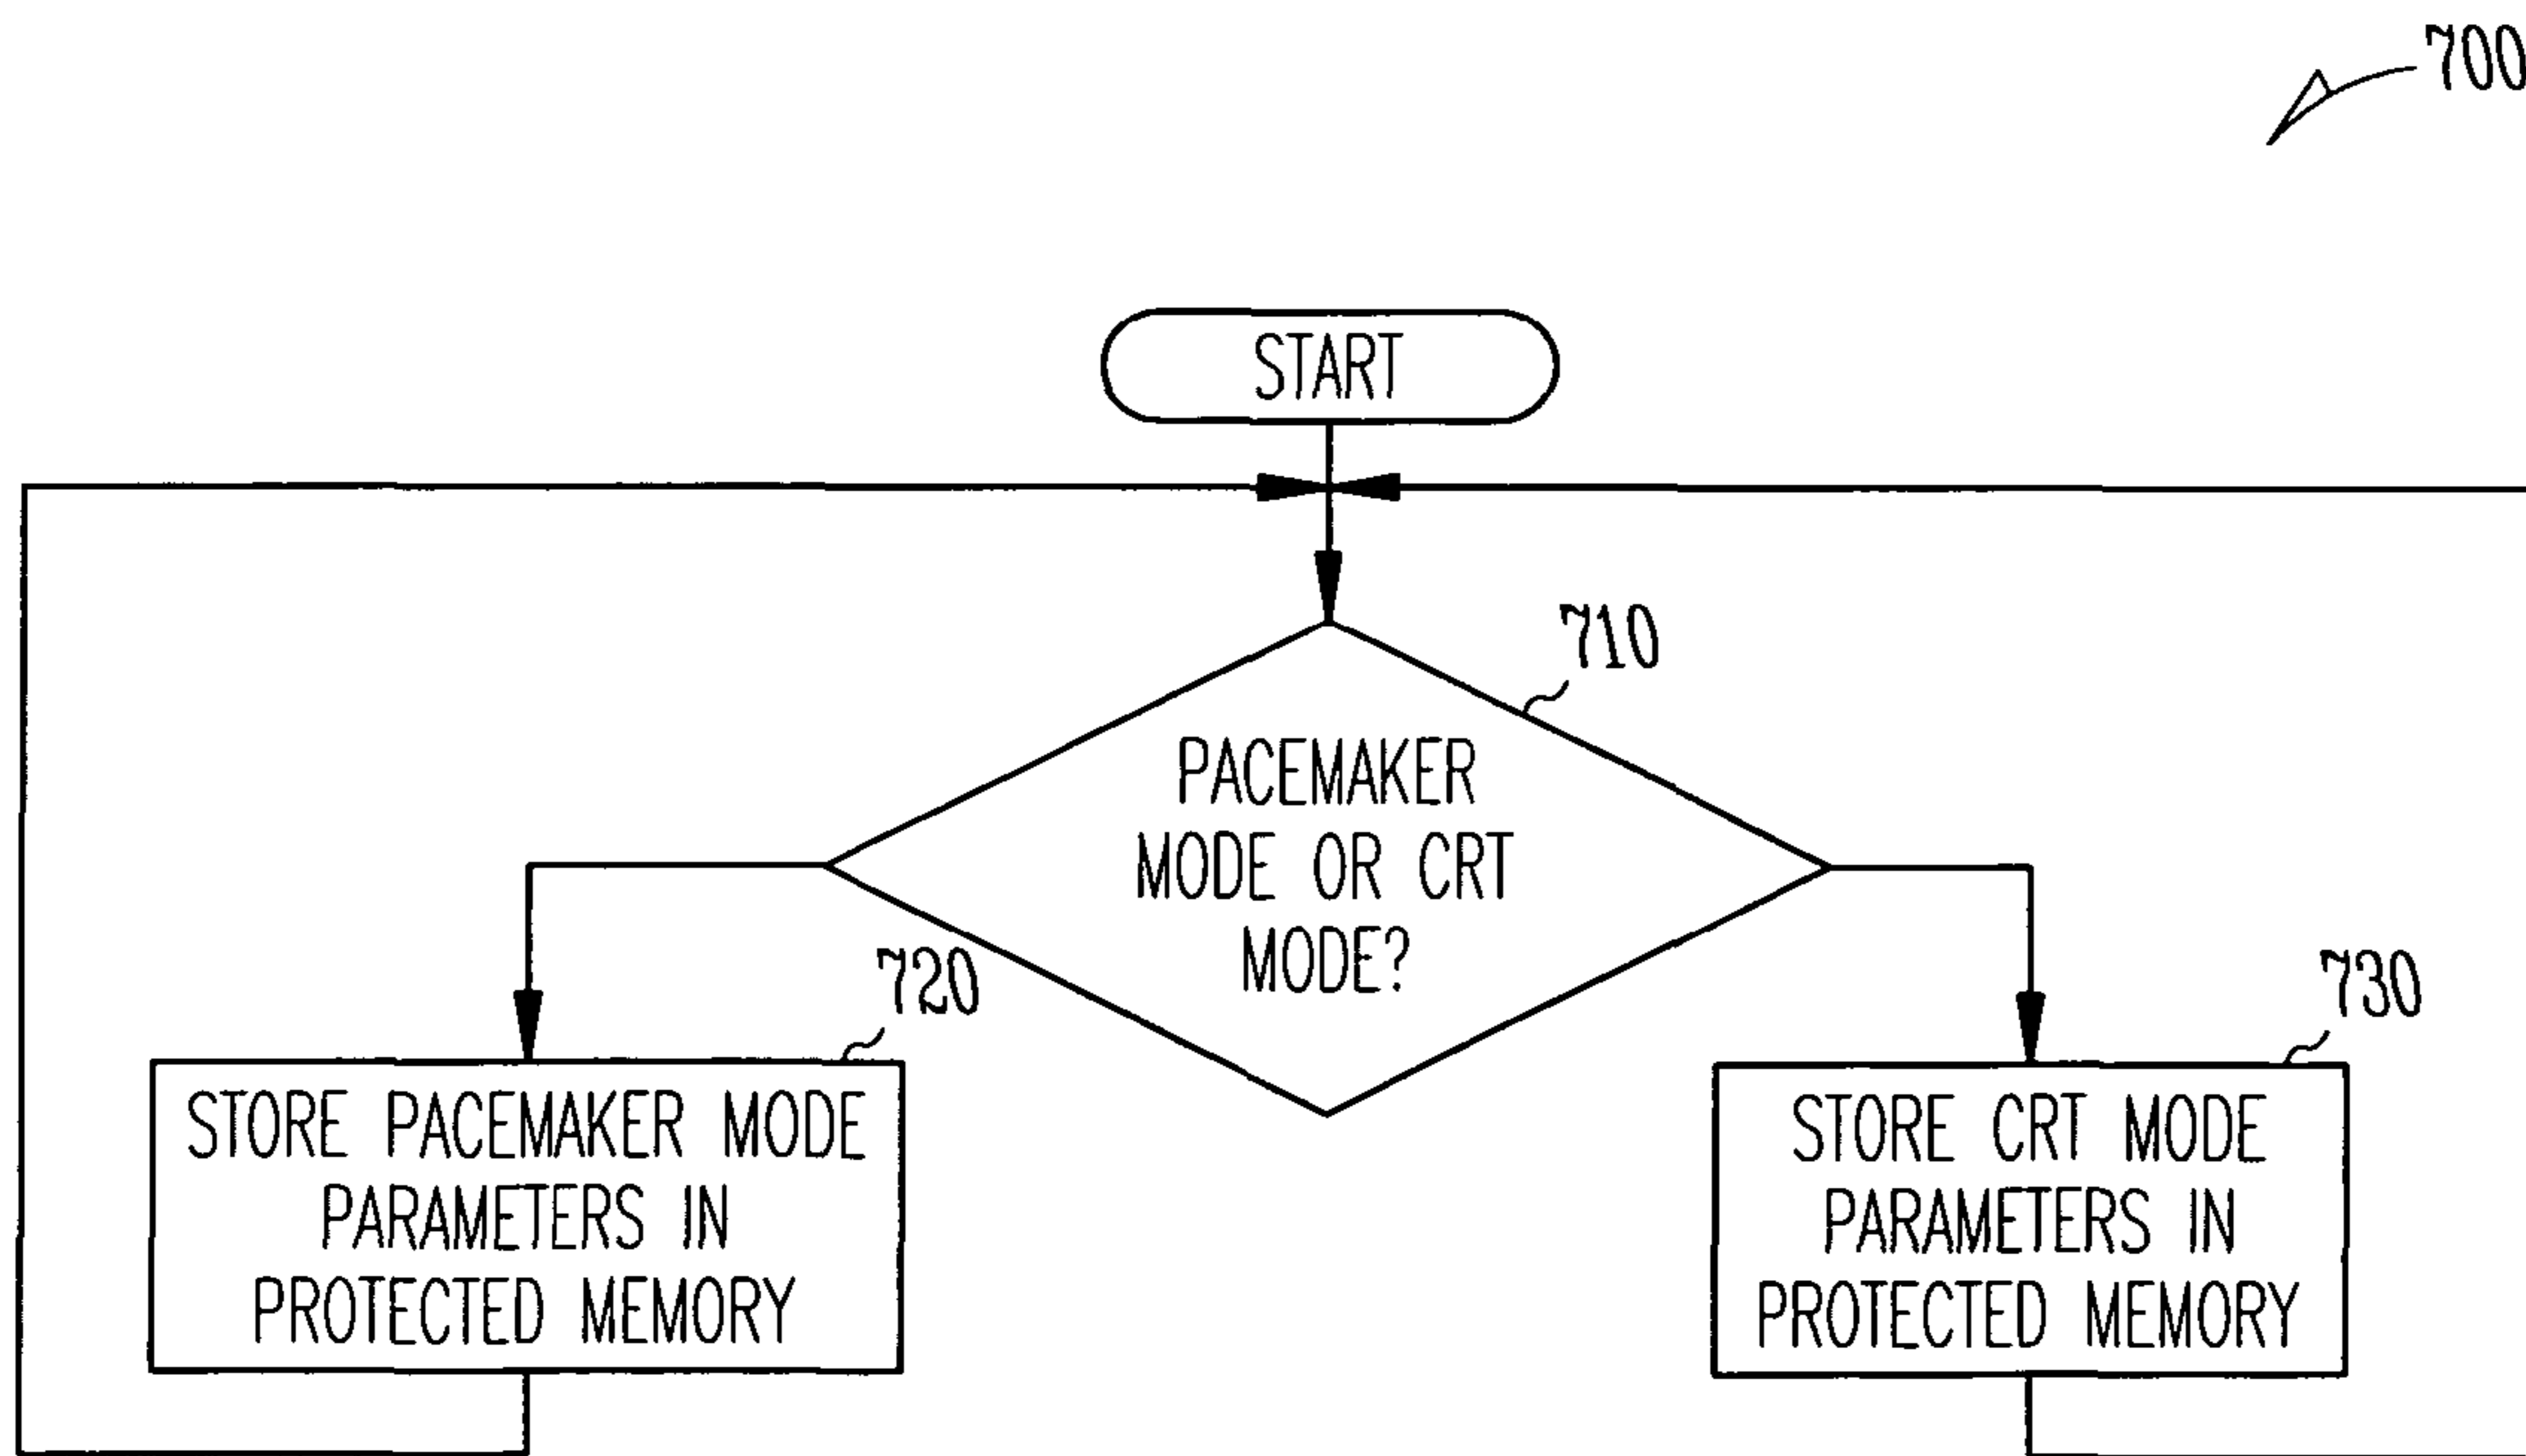 700
START
710
PACEMAKER
MODE OR CRT
MODE?
720
STORE PACEMAKER MODE
PARAMETERS IN
PROTECTED MEMORY
730
STORE CRT MODE
PARAMETERS IN
PROTECTED MEMORY